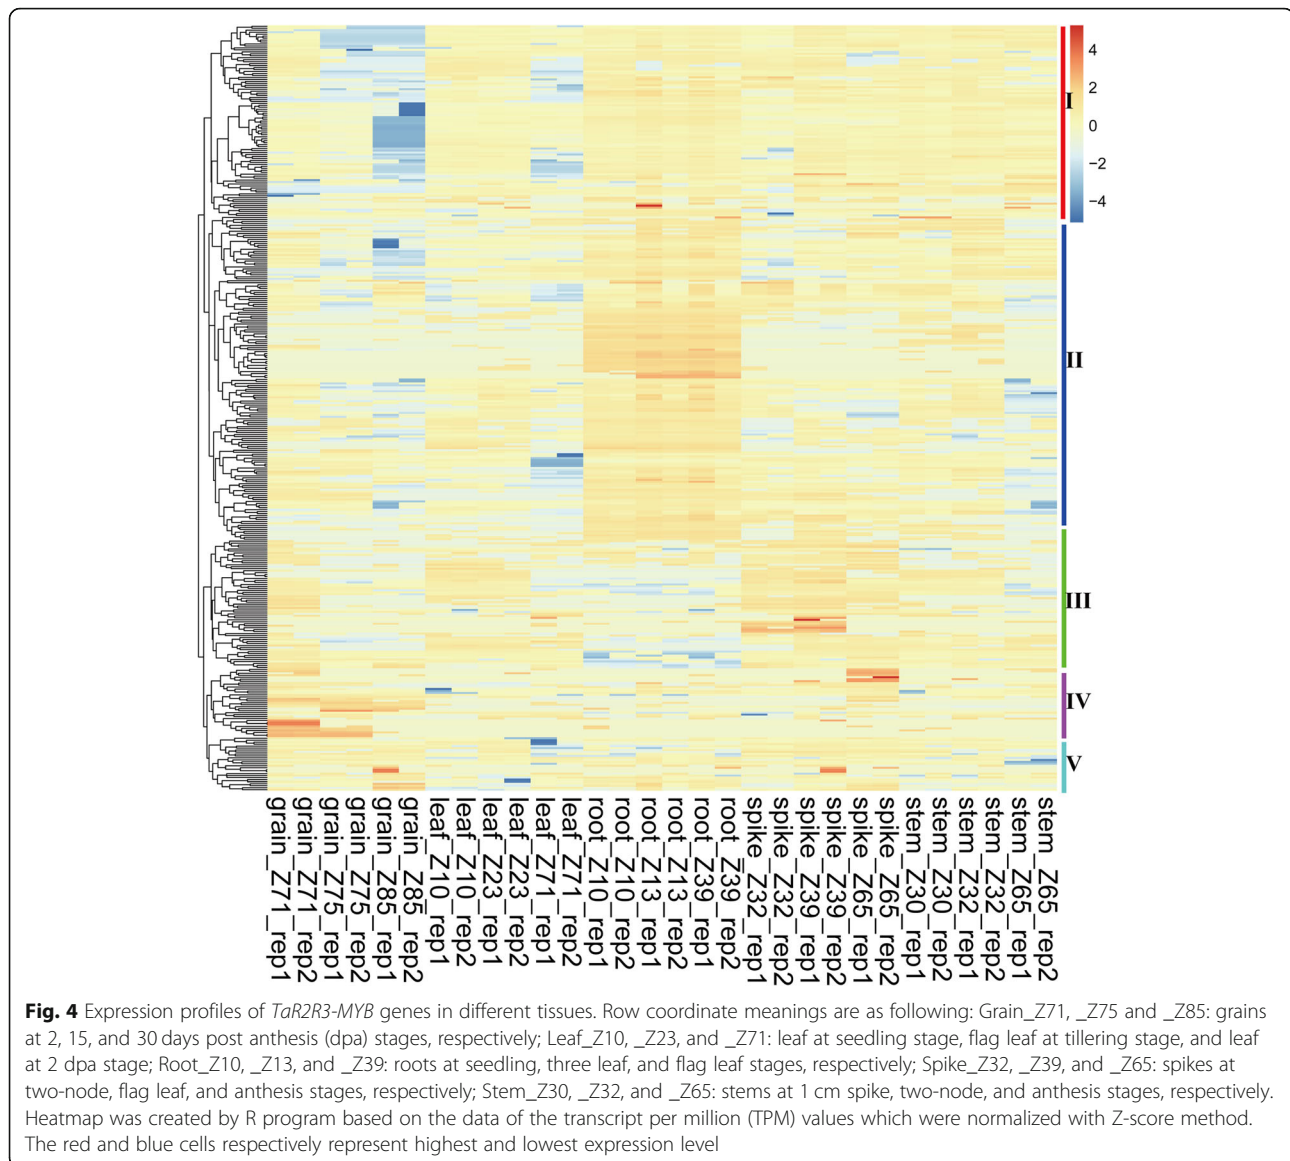 4
2
0
−2
−4
I
II
III
IV
V
grain_Z71_rep1
grain_Z71_rep2
grain_Z75_rep1
grain_Z75_rep2
grain_Z85_rep1
grain_Z85_rep2
leaf_Z10_rep1
leaf_Z10_rep2
leaf_Z23_rep1
leaf_Z23_rep2
leaf_Z71_rep1
leaf_Z71_rep2
root_Z10_rep1
root_Z10_rep2
root_Z13_rep1
root_Z13_rep2
root_Z39_rep1
root_Z39_rep2
spike_Z32_rep1
spike_Z32_rep2
spike_Z39_rep1
spike_Z39_rep2
spike_Z65_rep1
spike_Z65_rep2
stem_Z30_rep1
stem_Z30_rep2
stem_Z32_rep1
stem_Z32_rep2
stem_Z65_rep1
stem_Z65_rep2
Fig. 4 Expression profiles of TaR2R3-MYB genes in different tissues. Row coordinate meanings are as following: Grain_Z71, _Z75 and _Z85: grains
at 2, 15, and 30 days post anthesis (dpa) stages, respectively; Leaf_Z10, _Z23, and _Z71: leaf at seedling stage, flag leaf at tillering stage, and leaf
at 2 dpa stage; Root_Z10, _Z13, and _Z39: roots at seedling, three leaf, and flag leaf stages, respectively; Spike_Z32, _Z39, and _Z65: spikes at
two-node, flag leaf, and anthesis stages, respectively; Stem_Z30, _Z32, and _Z65: stems at 1 cm spike, two-node, and anthesis stages, respectively.
Heatmap was created by R program based on the data of the transcript per million (TPM) values which were normalized with Z-score method.
The red and blue cells respectively represent highest and lowest expression level